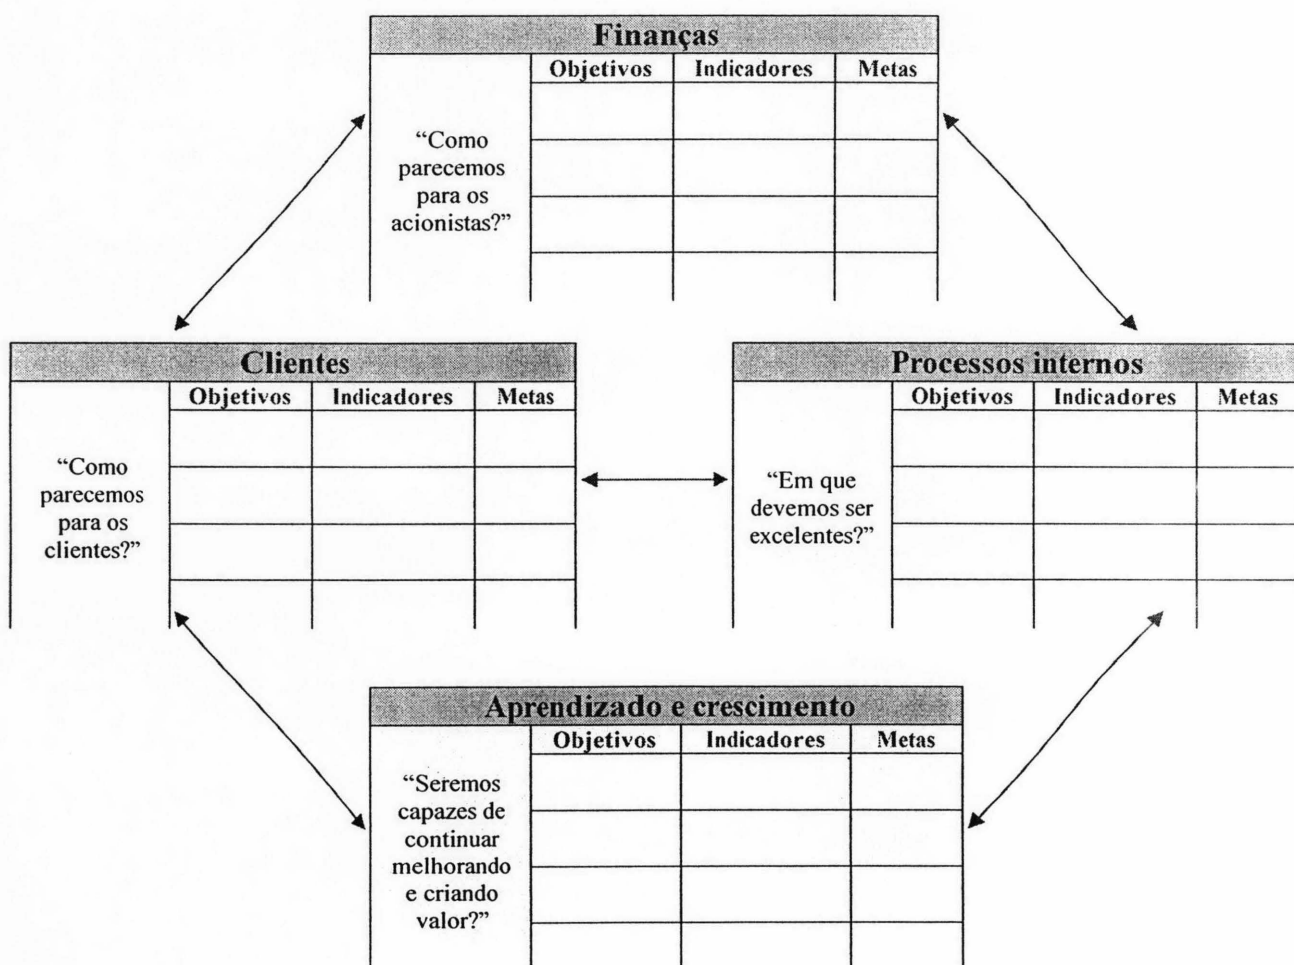 Finanças
Objetivos Indicadores Metas
“Como
parecemos
para os
acionistas?”
Clientes
Objetivos Indicadores Metas
“Como
parecemos
para os
clientes?”
Processos internos
Objetivos Indicadores Metas
“Em que
devemos ser
excelentes?”
Aprendizado e crescimento
Objetivos Indicadores Metas
“Seremos
capazes de
continuar
melhorando
e criando
valor?”